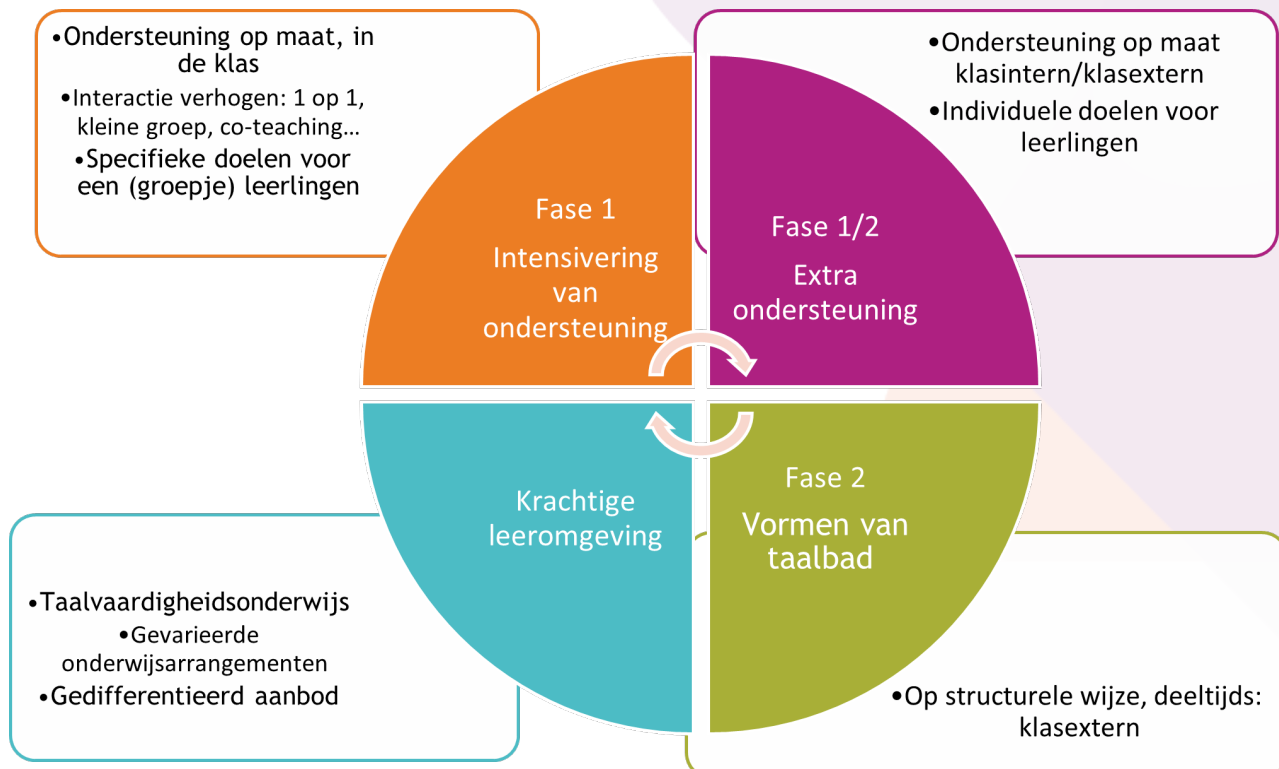 •Ondersteuning op maat, in
de klas
•Interactie verhogen: 1 op 1,
kleine groep, co-teaching…
•Specifieke doelen voor
een (groepje) leerlingen
•Ondersteuning op maat
klasintern/klasextern
•Individuele doelen voor
leerlingen
Fase 1
Intensivering
van
ondersteuning
Fase 1/2
Extra
ondersteuning
Krachtige
leeromgeving
Fase 2
Vormen van
taalbad
•Taalvaardigheidsonderwijs
•Gevarieerde
onderwijsarrangementen
•Gedifferentieerd aanbod
•Op structurele wijze, deeltijds:
klasextern